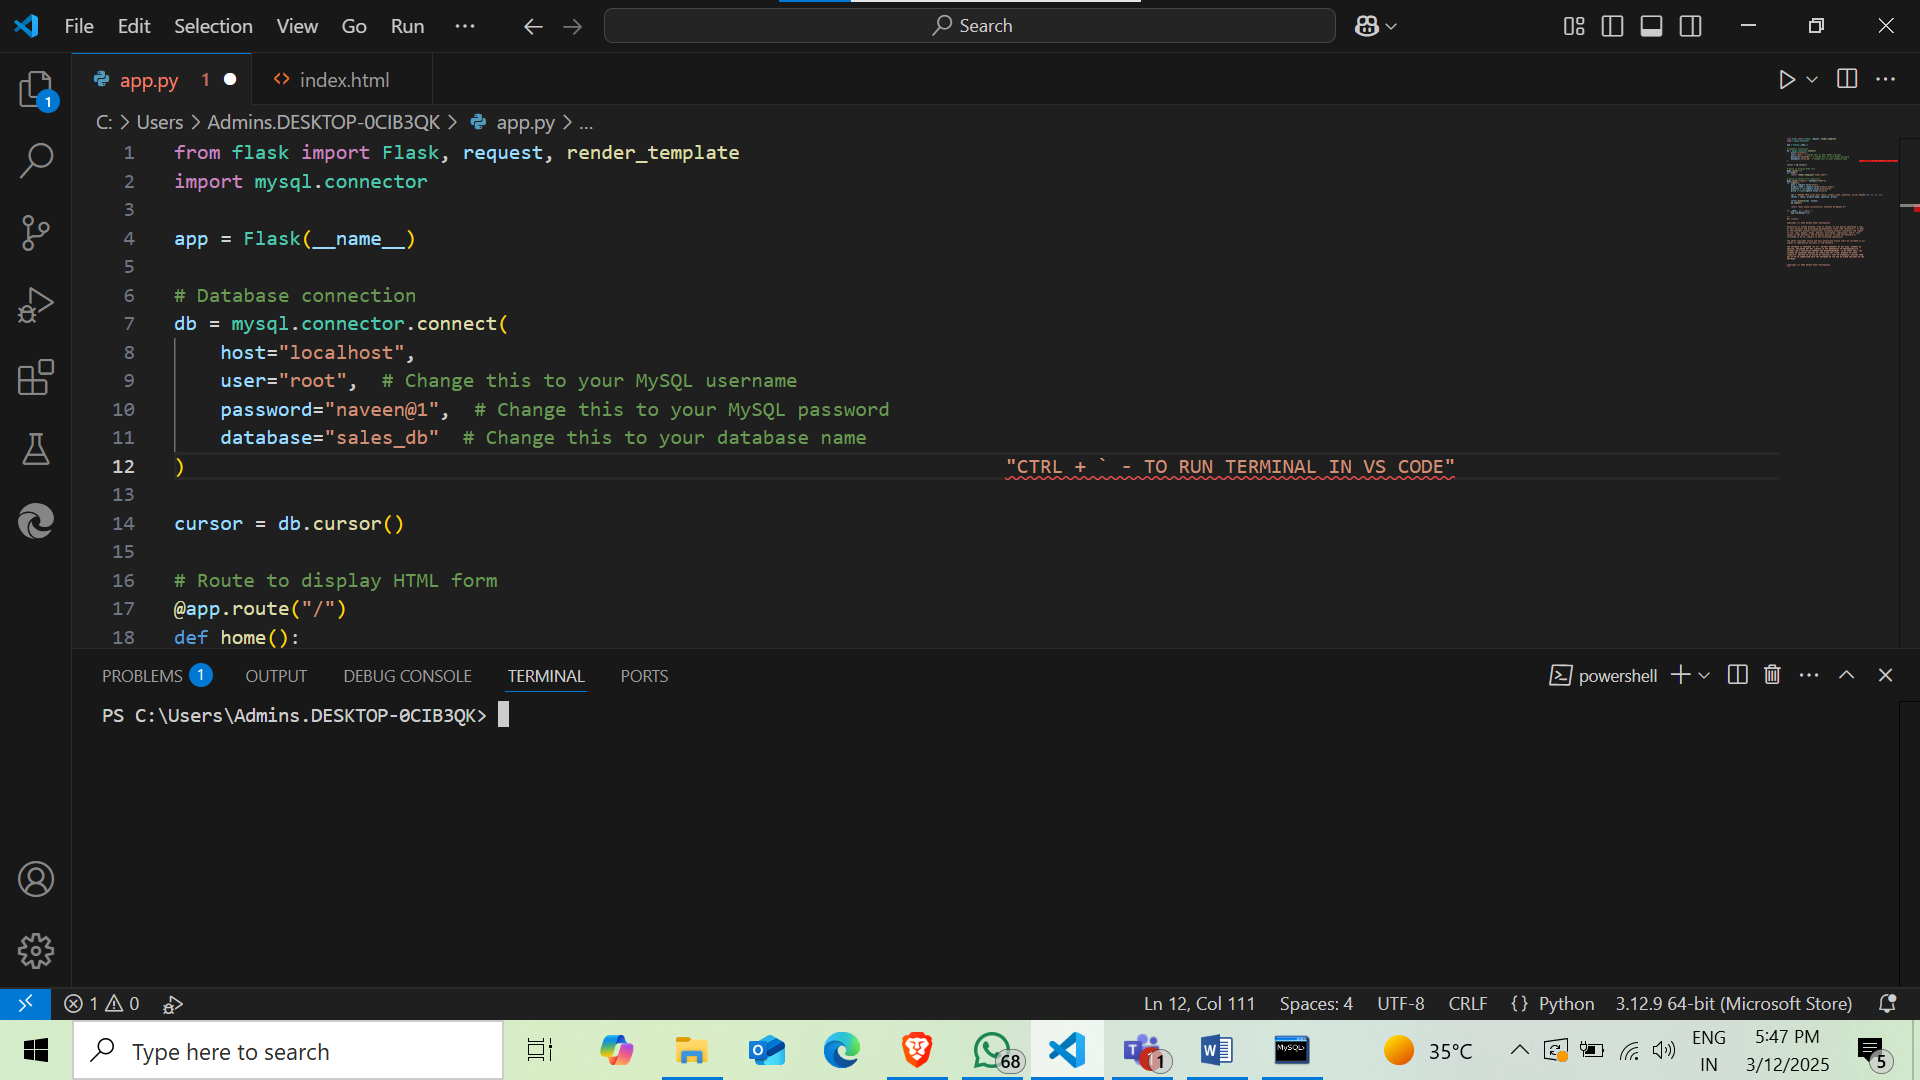 File Edit Selection View Go Run ... Search
app.py 1 index.html
C: > Users > Admins.DESKTOP-0CIB3QK > app.py > ...
1 from flask import Flask, request, render_template
2 import mysql.connector
3
4 app = Flask(__name__)
5
6 # Database connection
7 db = mysql.connector.connect(
8 host="localhost",
9 user="root", # Change this to your MySQL username
10 password="naveen@1", # Change this to your MySQL password
11 database="sales_db" # Change this to your database name
12 ) "CTRL + ` - TO RUN TERMINAL IN VS CODE"
13
14 cursor = db.cursor()
15
16 # Route to display HTML form
17 @app.route("/")
18 def home():
PROBLEMS 1 OUTPUT DEBUG CONSOLE TERMINAL PORTS powershell
PS C:\Users\Admins.DESKTOP-0CIB3QK>
1 0 Ln 12, Col 111 Spaces: 4 UTF-8 CRLF {} Python 3.12.9 64-bit (Microsoft Store)
Type here to search 68 1 MySQL 35°C ENG IN 5:47 PM 3/12/2025 5